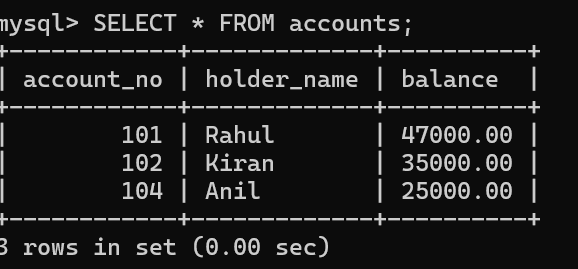 mysql> SELECT * FROM accounts;
+------------+-------------+----------+
| account_no | holder_name | balance  |
+------------+-------------+----------+
|        101 | Rahul       | 47000.00 |
|        102 | Kiran       | 35000.00 |
|        104 | Anil        | 25000.00 |
+------------+-------------+----------+
3 rows in set (0.00 sec)